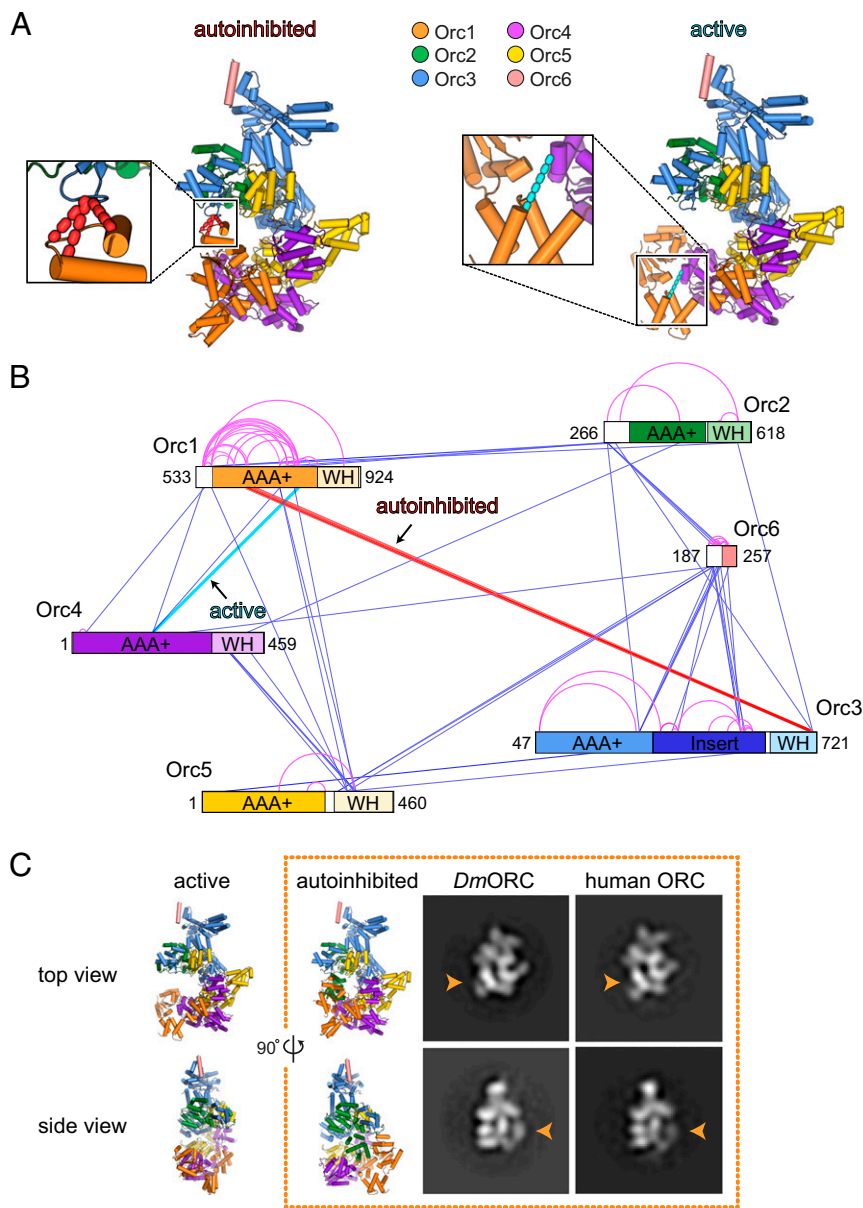 A
autoinhibited
Orc1
Orc4
Orc2
Orc5
Orc3
Orc6
active
B
Orc1
533
AAA+
WH
924
Orc2
266
AAA+
WH
618
autoinhibited
Orc6
187
257
active
Orc4
1
AAA+
WH
459
Orc3
47
AAA+
Insert
WH
721
Orc5
1
AAA+
WH
460
C
active
autoinhibited
DmORC
human ORC
top view
90°
side view